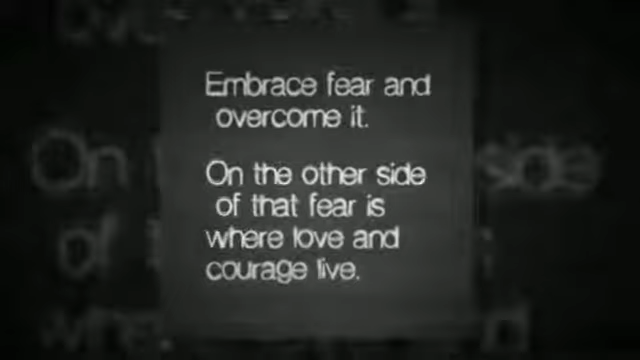 Embrace fear and
overcome it.
On the other side
of that fear is
where love and
courage live.